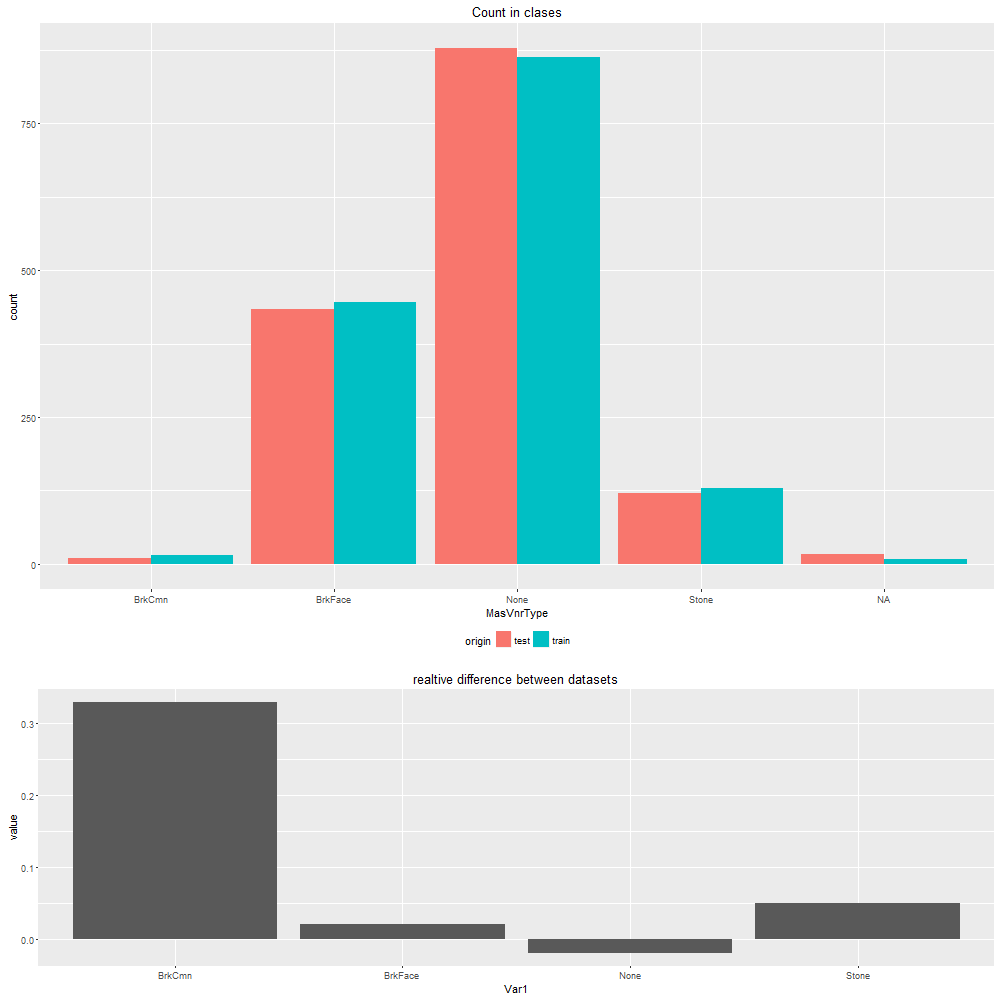 Count in clases
750
500
250
0
count
BrkCmn BrkFace None Stone NA
MasVnrType
origin test train
realtive difference between datasets
0.3
0.2
0.1
0.0
value
BrkCmn BrkFace None Stone
Var1